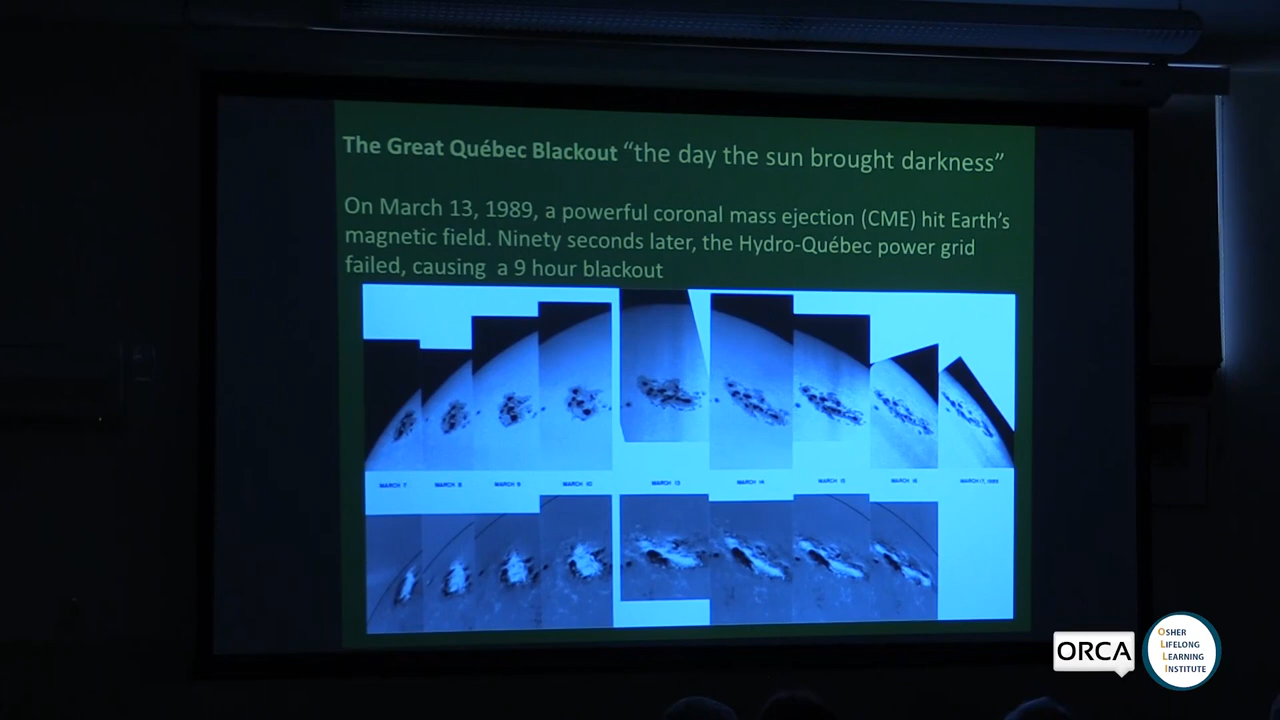 The Great Québec Blackout “the day the sun brought darkness”
On March 13, 1989, a powerful coronal mass ejection (CME) hit Earth’s
magnetic field. Ninety seconds later, the Hydro-Québec power grid
failed, causing a 9 hour blackout
MARCH 7 MARCH 8 MARCH 9 MARCH 10 MARCH 13 MARCH 14 MARCH 15 MARCH 16 MARCH 17, 1989
ORCA
OSHER
LIFELONG
LEARNING
INSTITUTE